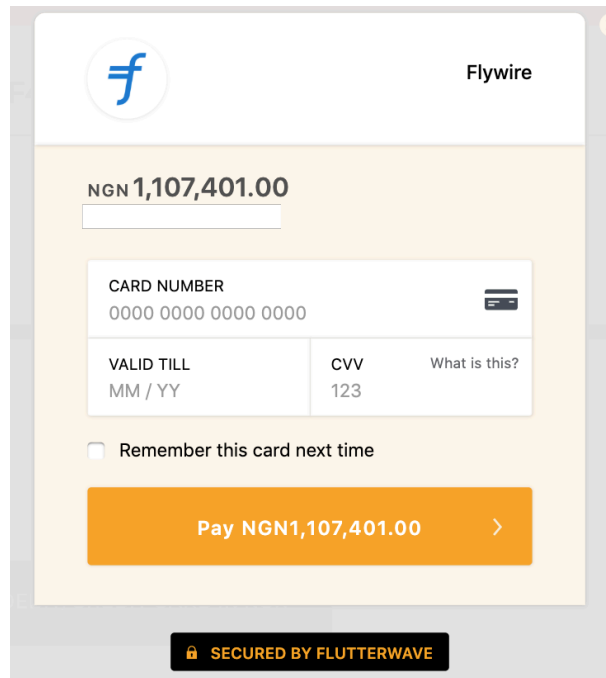 Flywire
NGN 1,107,401.00
CARD NUMBER
0000 0000 0000 0000
VALID TILL
MM / YY
CVV
What is this?
123
Remember this card next time
Pay NGN1,107,401.00
SECURED BY FLUTTERWAVE